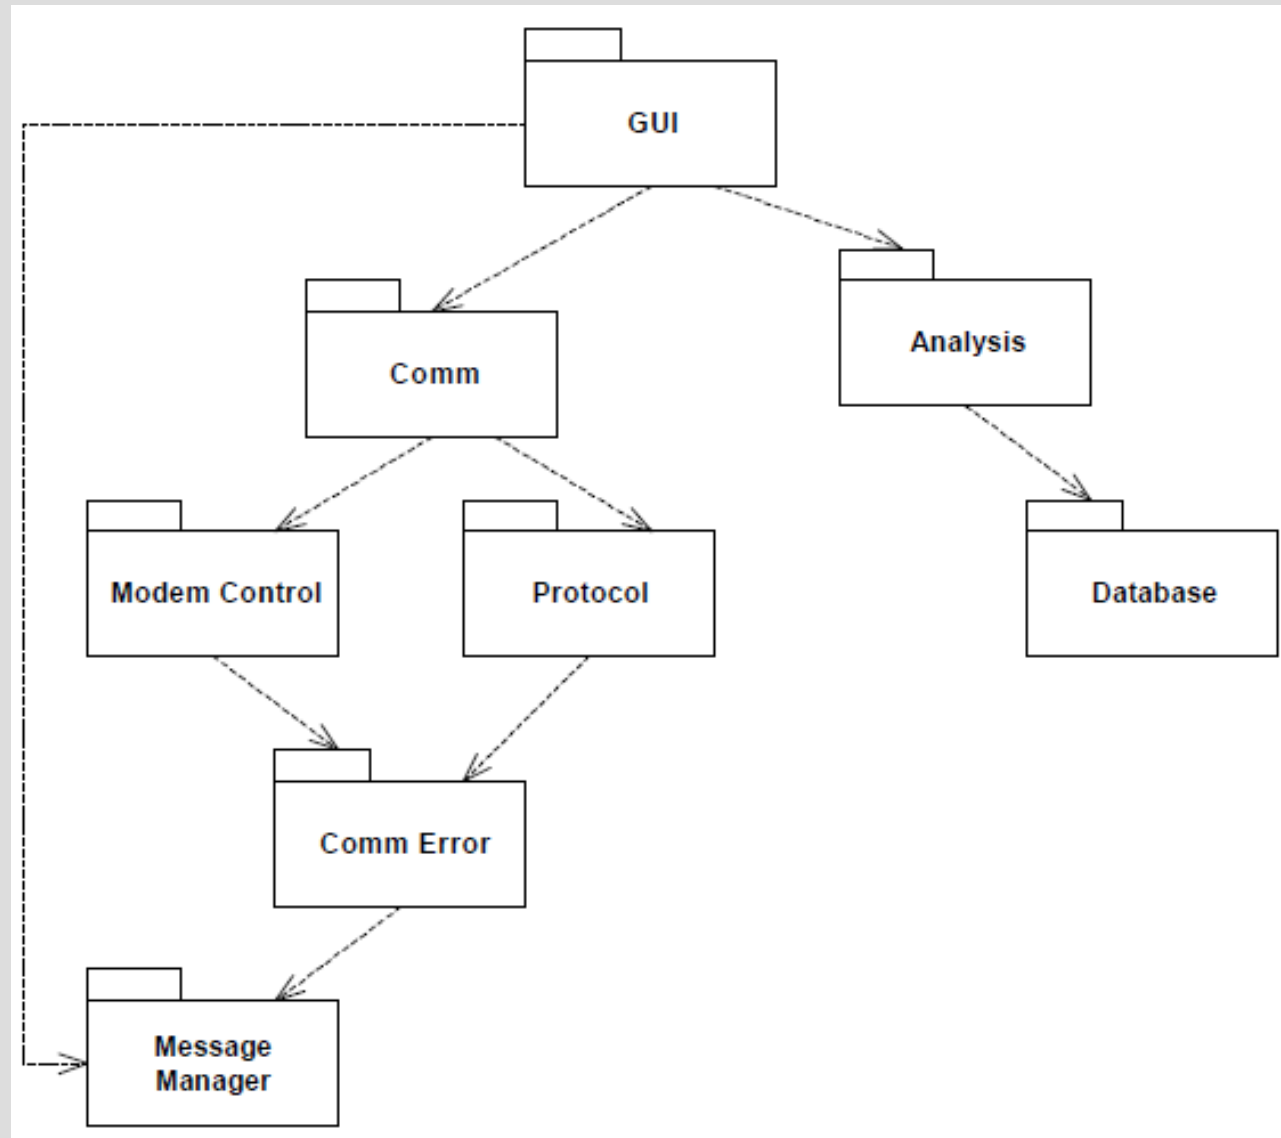 GUI
Analysis
Comm
Modem Control
Protocol
Database
Comm Error
Message
Manager